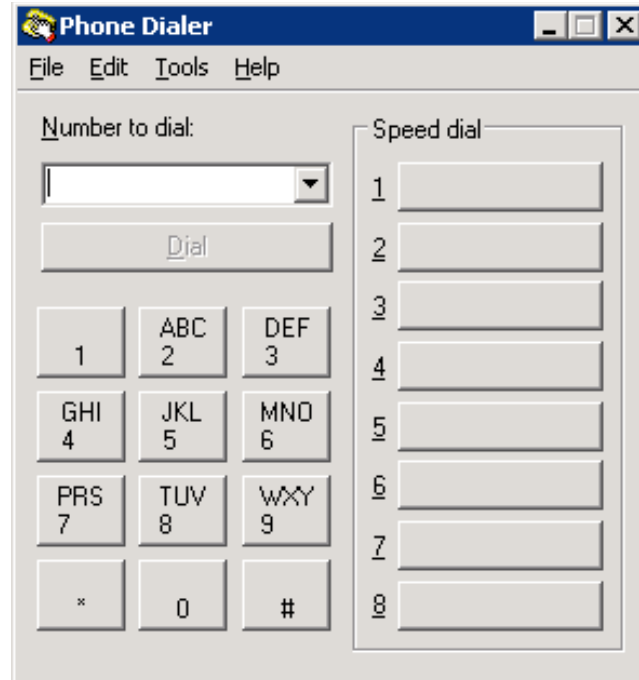 Phone Dialer
File Edit Tools Help
Number to dial:
Dial
1
ABC
2
DEF
3
GHI
4
JKL
5
MNO
6
PRS
7
TUV
8
WXY
9
*
0
#
Speed dial
1
2
3
4
5
6
7
8